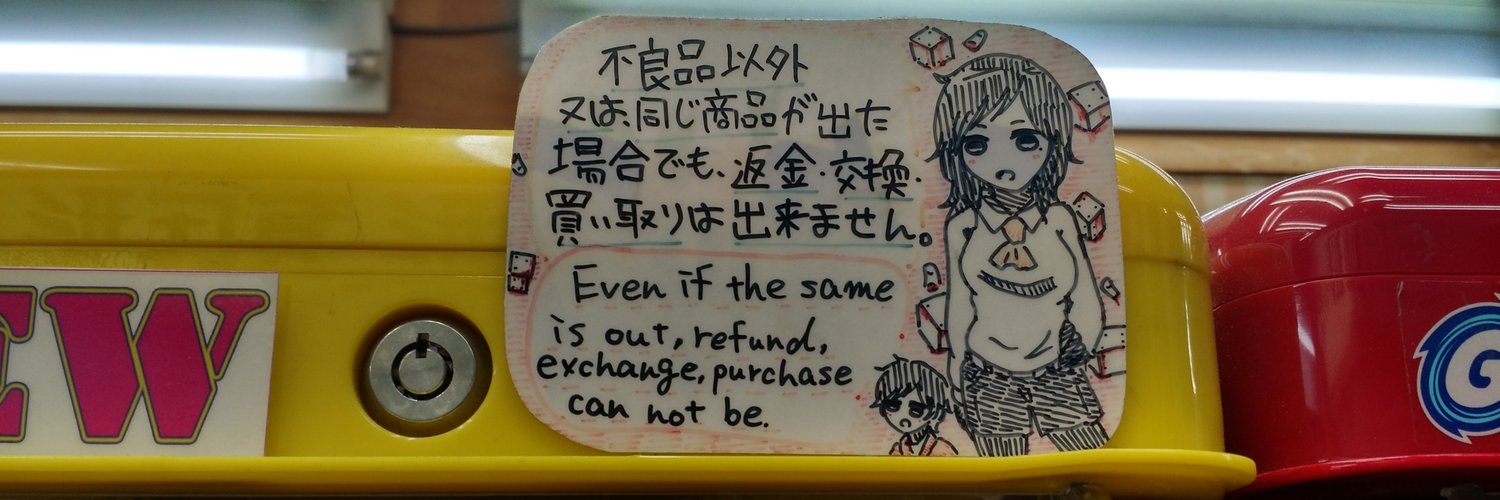 不良品以外
又は、同じ商品が出た
場合でも、返金・交換・
買い取りは出来ません。
Even if the same
is out, refund,
exchange, purchase
can not be.
EW
G